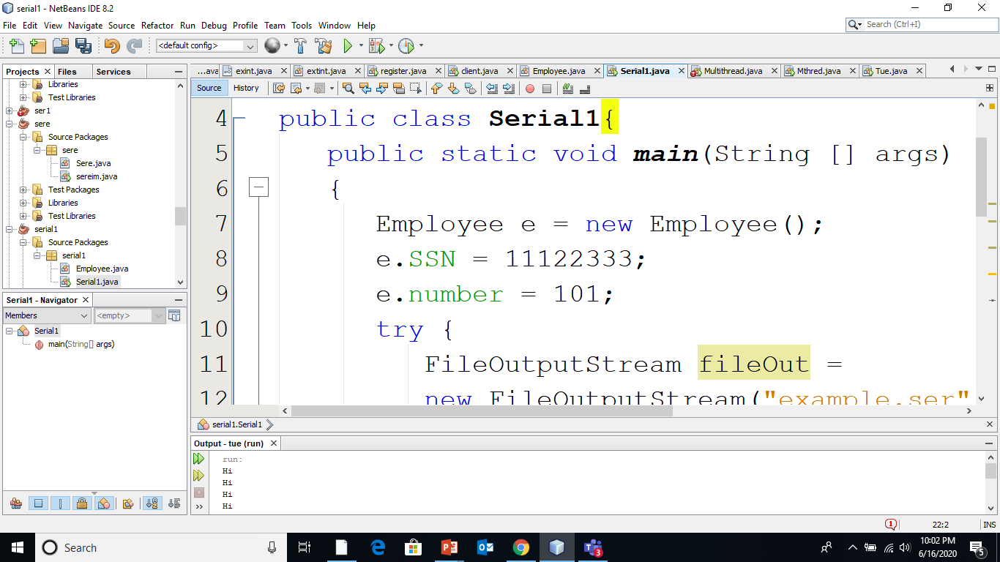 serial1 - NetBeans IDE 8.2
File Edit View Navigate Source Refactor Run Debug Profile Team Tools Window Help
Search (Ctrl+I)
<default config>
Projects Files Services
...ava exint.java extint.java register.java client.java Employee.java Serial1.java Multithread.java Mthred.java Tue.java
Source History
Libraries
Test Libraries
ser1
sere
Source Packages
sere
Sere.java
sereim.java
Test Packages
Libraries
Test Libraries
serial1
Source Packages
serial1
Employee.java
Serial1.java
Serial1 - Navigator
Members <empty>
Serial1
main(String[] args)
4 public class Serial1{
5 public static void main(String [] args)
6 {
7 Employee e = new Employee();
8 e.SSN = 11122333;
9 e.number = 101;
10 try {
11 FileOutputStream fileOut =
12 new FileOutputStream("example.ser"
serial1.Serial1
Output - tue (run)
run:
Hi
Hi
Hi
Hi
1 22:2 INS
Search
3
10:02 PM
6/16/2020
5